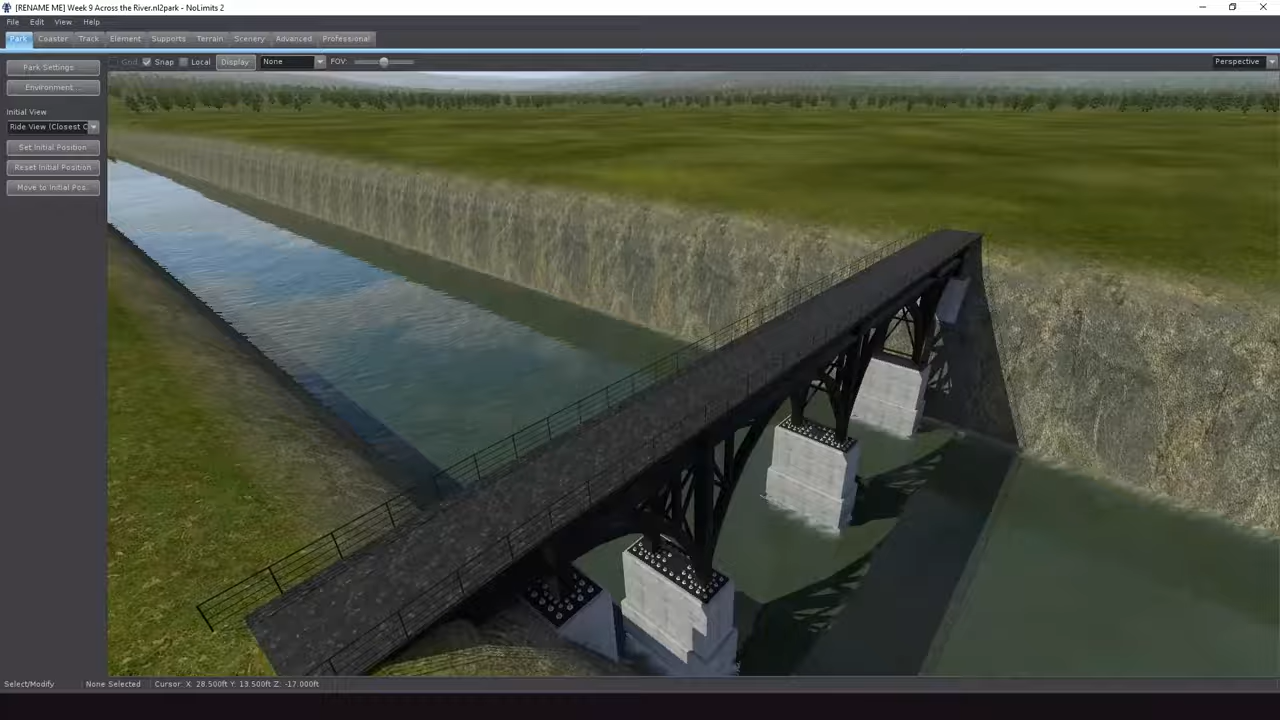 [RENAME ME] Week 9 Across the River.nl2park - NoLimits 2
File Edit View Help
Park Coaster Track Element Supports Terrain Scenery Advanced Professional
Grid Snap Local Display None FOV: Perspective
Park Settings
Environment...
Initial View
Ride View (Closest C
Set Initial Position
Reset Initial Position
Move to Initial Pos.
Select/Modify None Selected Cursor: X: 28.500ft Y: 13.500ft Z: -17.000ft